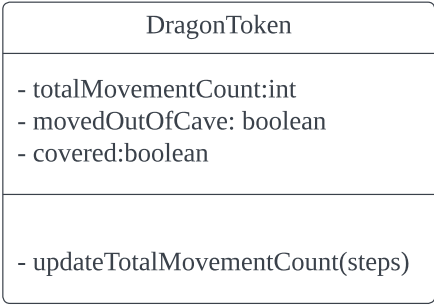 DragonToken
- totalMovementCount:int
- movedOutOfCave: boolean
- covered:boolean
- updateTotalMovementCount(steps)